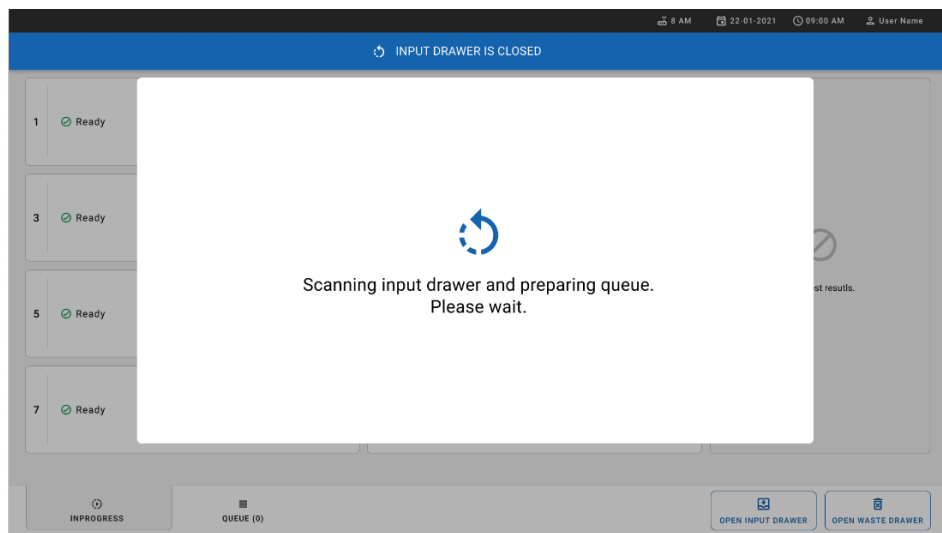 8 AM 22-01-2021 09:00 AM User Name
INPUT DRAWER IS CLOSED
1 Ready
3 Ready
Scanning input drawer and preparing queue.
Please wait.
st resutls.
5 Ready
7 Ready
INPROGRESS
QUEUE (0)
OPEN INPUT DRAWER
OPEN WASTE DRAWER